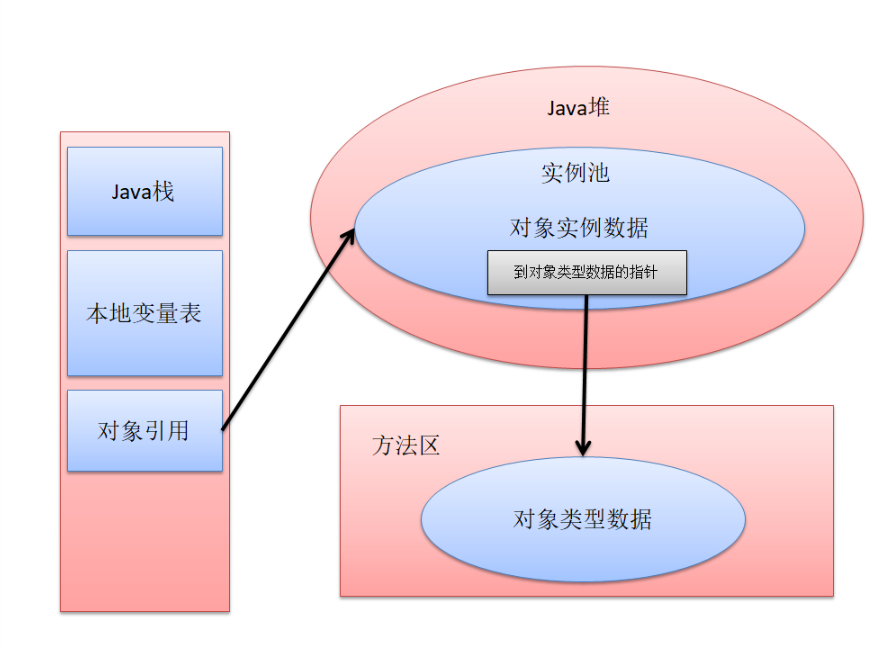 Java栈
本地变量表
对象引用
Java堆
实例池
对象实例数据
到对象类型数据的指针
方法区
对象类型数据